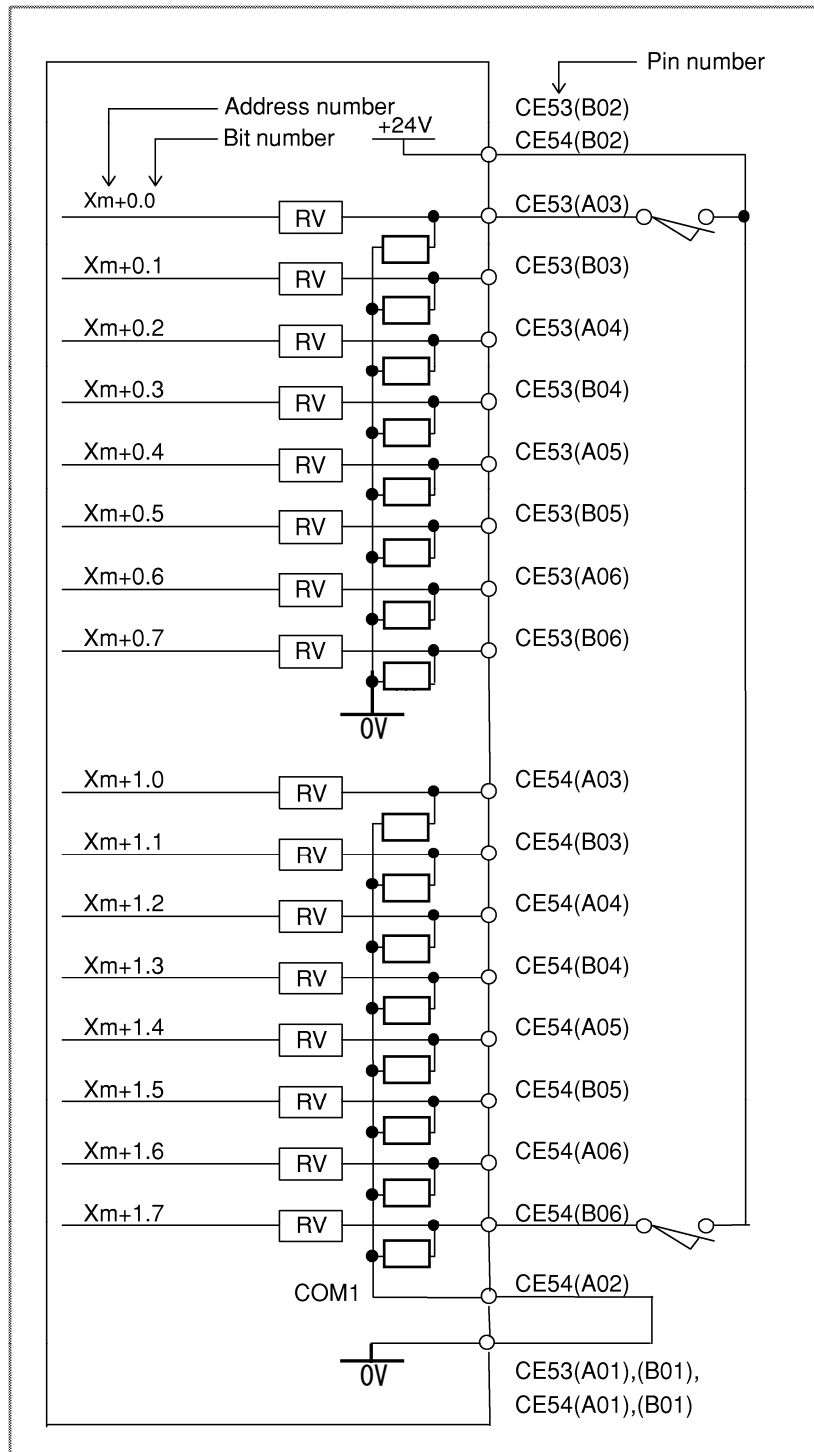 Pin number
Address number
CE53(B02)
Bit number
+24V
CE54(B02)
Xm+0.0
RV
CE53(A03)
Xm+0.1
RV
CE53(B03)
Xm+0.2
RV
CE53(A04)
Xm+0.3
RV
CE53(B04)
Xm+0.4
RV
CE53(A05)
Xm+0.5
RV
CE53(B05)
Xm+0.6
RV
CE53(A06)
Xm+0.7
RV
CE53(B06)
0V
Xm+1.0
RV
CE54(A03)
Xm+1.1
RV
CE54(B03)
Xm+1.2
RV
CE54(A04)
Xm+1.3
RV
CE54(B04)
Xm+1.4
RV
CE54(A05)
Xm+1.5
RV
CE54(B05)
Xm+1.6
RV
CE54(A06)
Xm+1.7
RV
CE54(B06)
COM1
CE54(A02)
0V
CE53(A01),(B01),
CE54(A01),(B01)